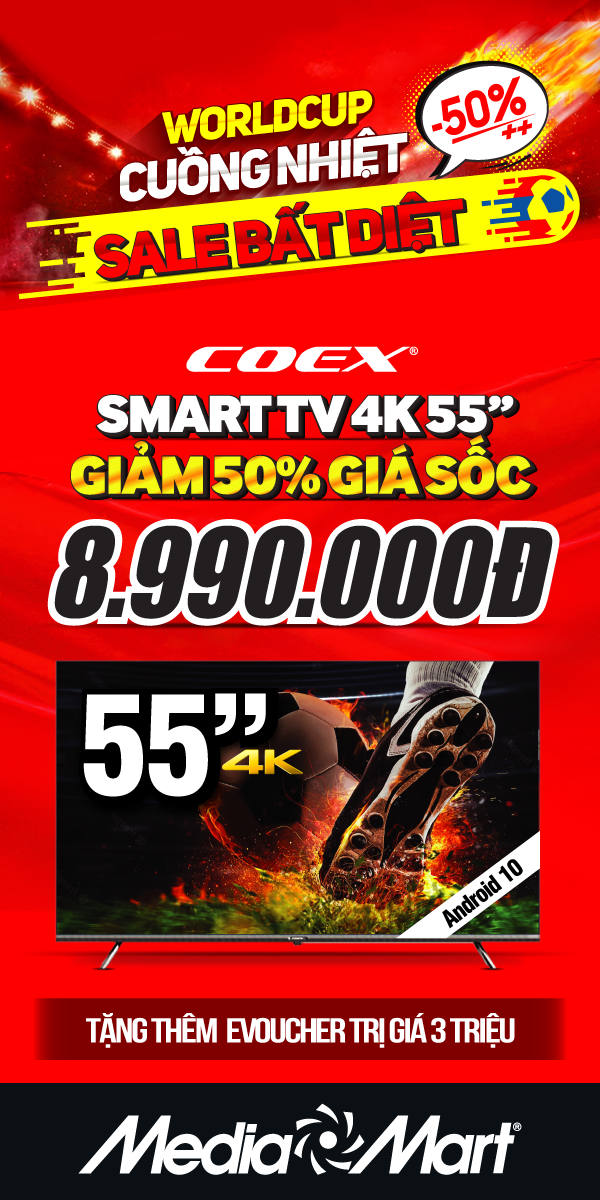 WORLDCUP
CUỒNG NHIỆT
-50%
++
SALE BẤT DIỆT
COEX®
SMART TV 4K 55”
GIẢM 50% GIÁ SỐC
8.990.000Đ
55”
4K
Android 10
TẶNG THÊM EVOUCHER TRỊ GIÁ 3 TRIỆU
MediaMart®